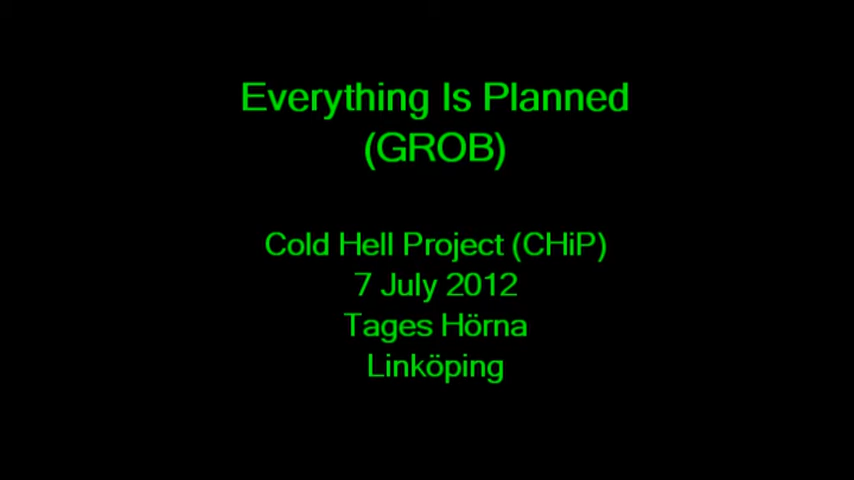 Everything Is Planned
(GROB)
Cold Hell Project (CHiP)
7 July 2012
Tages Hörna
Linköping